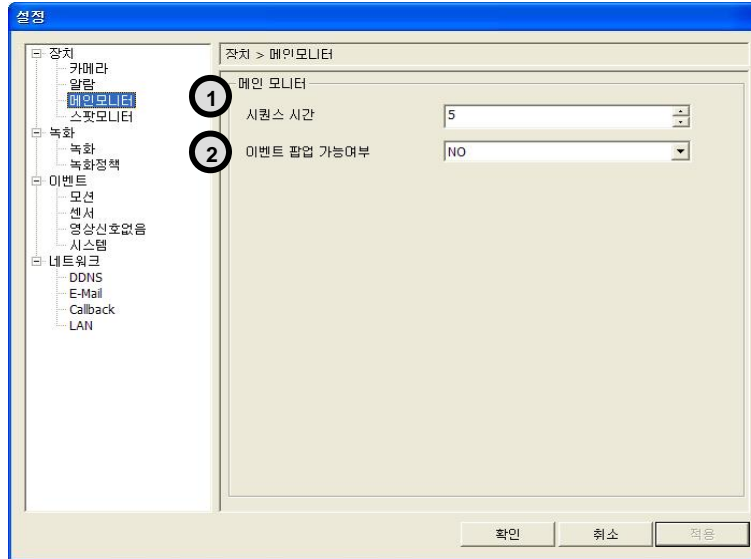 설정
장치
카메라
알람
메인모니터
스팟모니터
녹화
녹화
녹화정책
이벤트
모션
센서
영상신호없음
시스템
네트워크
DDNS
E-Mail
Callback
LAN
장치 > 메인모니터
메인 모니터
1 시퀀스 시간 5
2 이벤트 팝업 가능여부 NO
확인 취소 적용